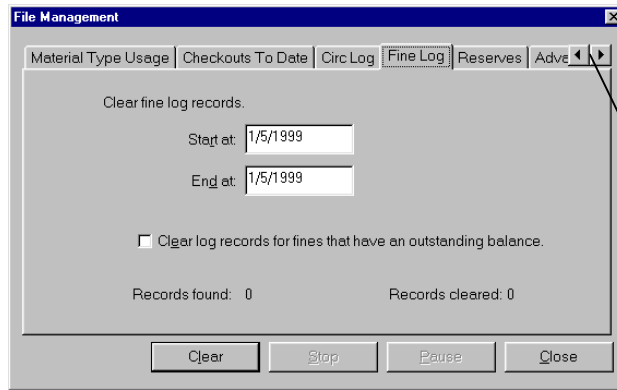 File Management
Material Type Usage Checkouts To Date Circ Log Fine Log Reserves Adva
Clear fine log records.
Start at: 1/5/1999
End at: 1/5/1999
Clear log records for fines that have an outstanding balance.
Records found: 0 Records cleared: 0
Clear Stop Pause Close